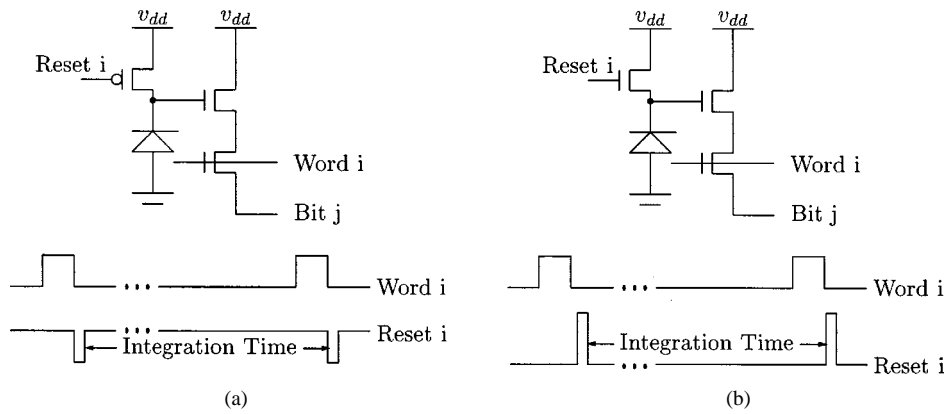 v_dd v_dd
Reset i
Word i
Bit j
Word i
Reset i
Integration Time
(a)
v_dd v_dd
Reset i
Word i
Bit j
Word i
Integration Time
Reset i
(b)